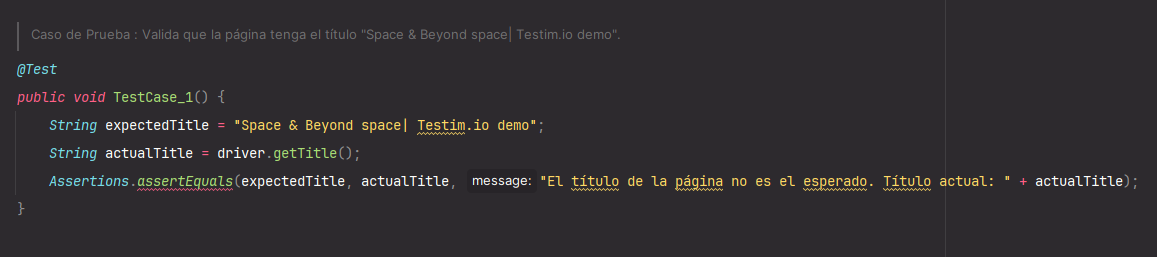 Caso de Prueba : Valida que la página tenga el título "Space & Beyond space| Testim.io demo".
@Test
public void TestCase_1() {
String expectedTitle = "Space & Beyond space| Testim.io demo";
String actualTitle = driver.getTitle();
Assertions.assertEquals(expectedTitle, actualTitle, message: "El título de la página no es el esperado. Título actual: " + actualTitle);
}